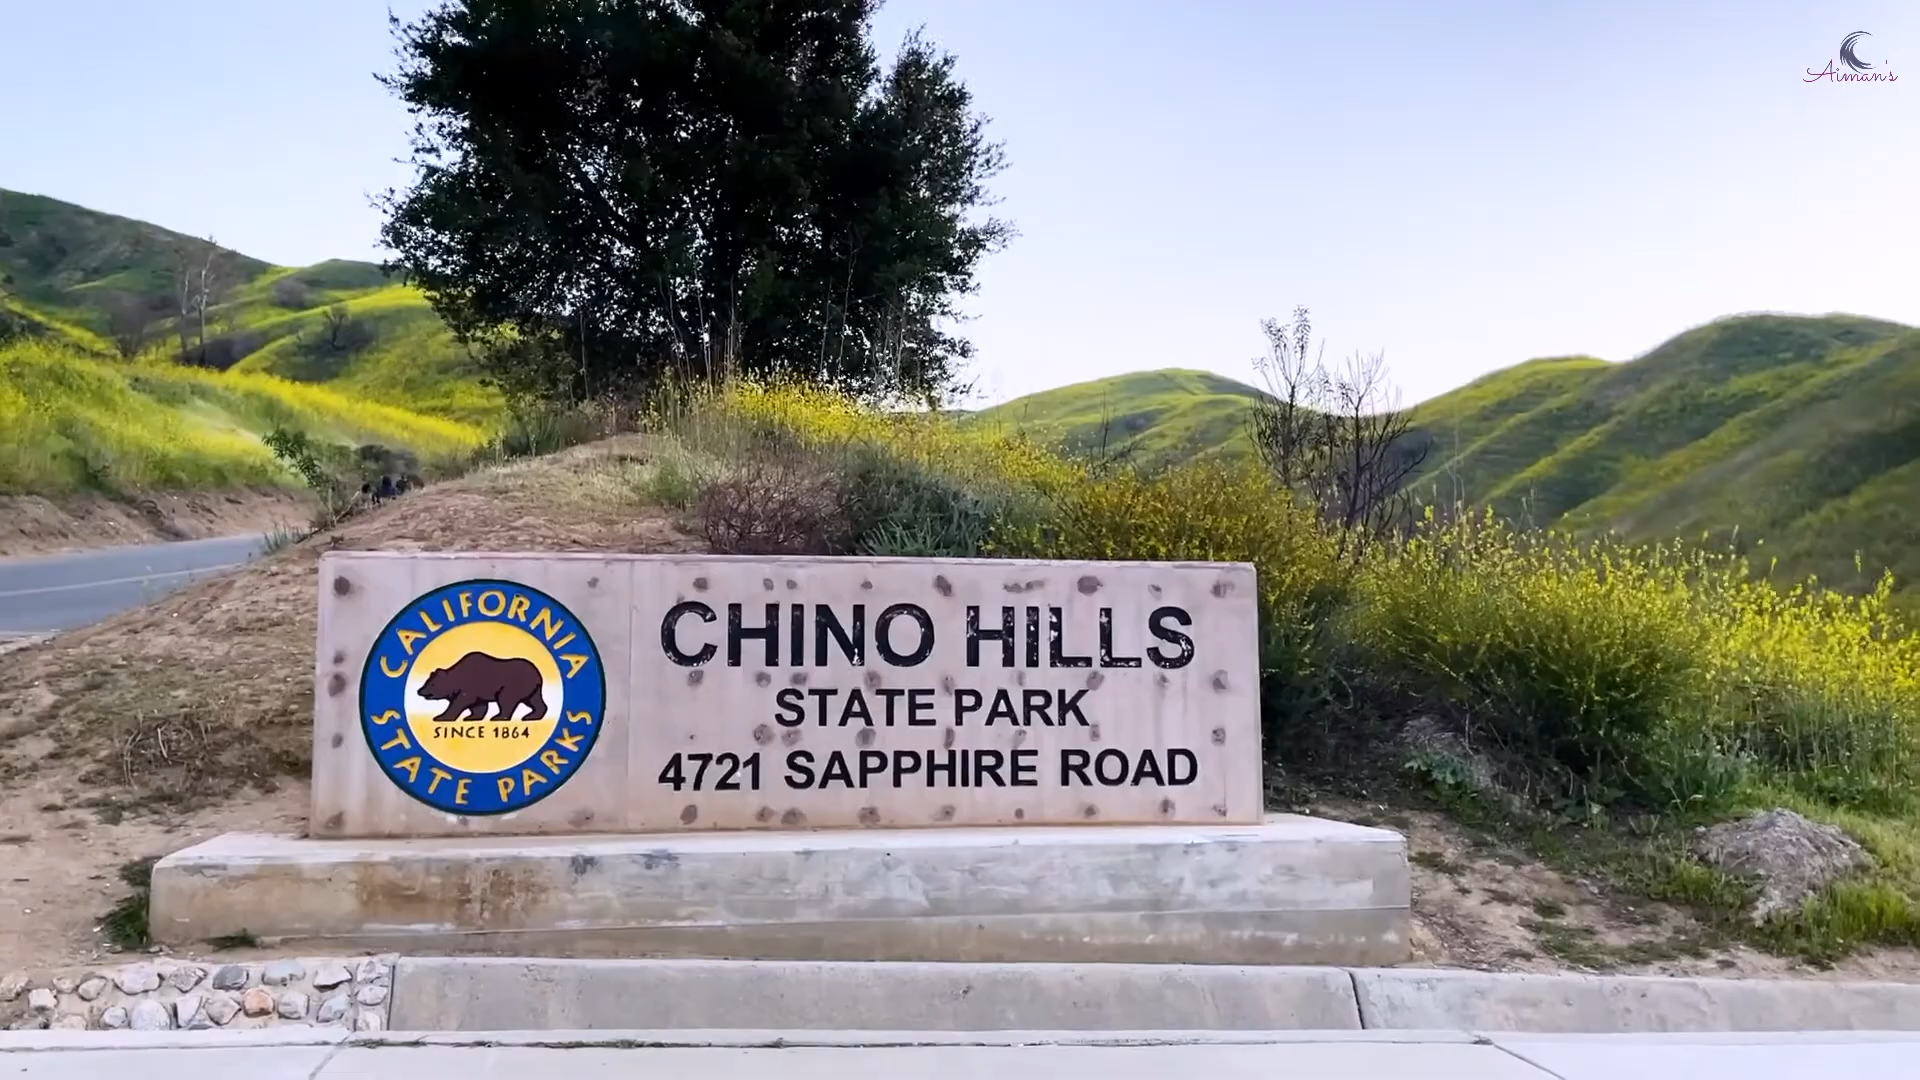 Aiman's
CALIFORNIA
SINCE 1864
STATE PARKS
CHINO HILLS
STATE PARK
4721 SAPPHIRE ROAD